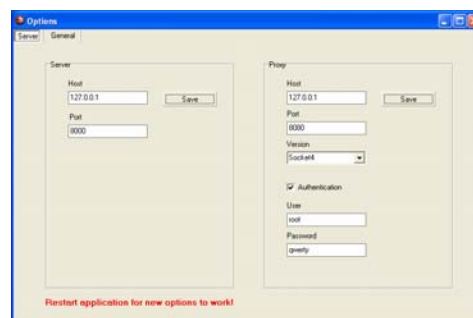 Options
Server General
Server
Host
127.0.0.1 Save
Port
8000
Proxy
Host
127.0.0.1 Save
Port
8000
Version
Socket4
Authentication
User
root
Password
qwerty
Restart application for new options to work!